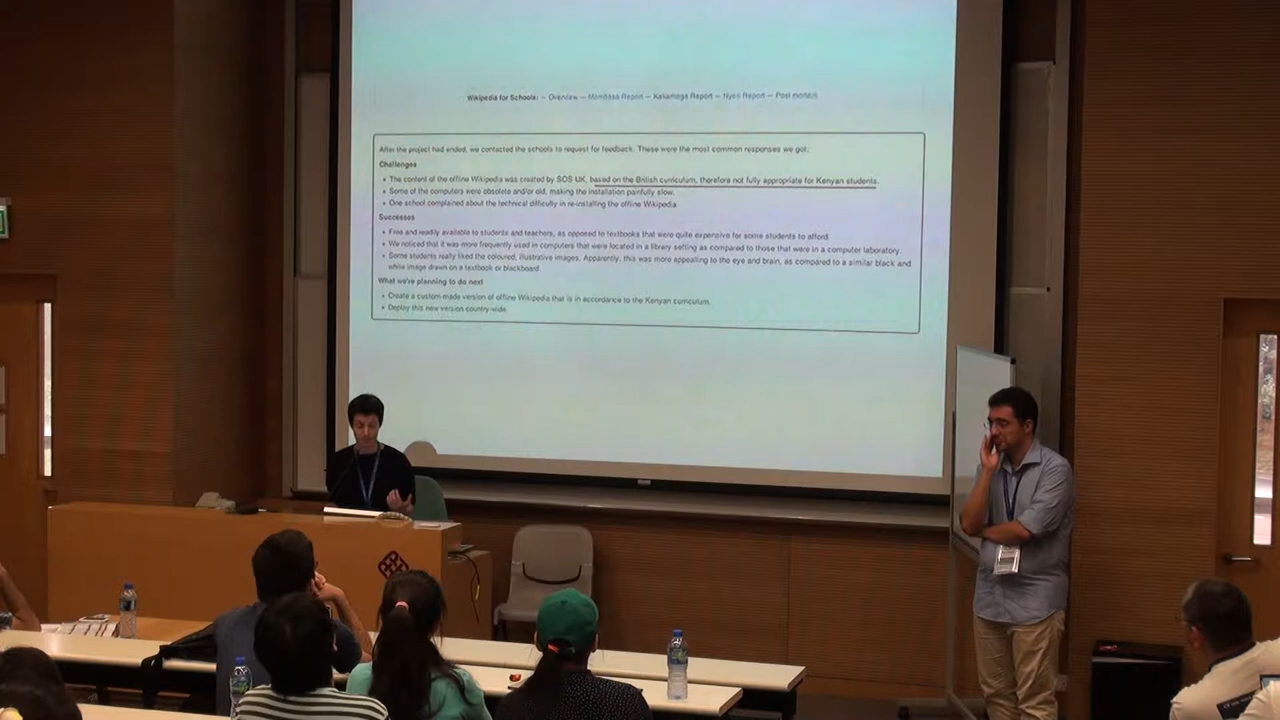 Wikipedia for Schools: — Overview — Mombasa Report — Kakamega Report — Nyeri Report — Post mortem
After the project had ended, we contacted the schools to request for feedback. These were the most common responses we got:
Challenges
• The content of the offline Wikipedia was created by SOS UK, based on the British curriculum, therefore not fully appropriate for Kenyan students.
• Some of the computers were obsolete and/or old, making the installation painfully slow.
• One school complained about the technical difficulty in re-installing the offline Wikipedia
Successes
• Free and readily available to students and teachers, as opposed to textbooks that were quite expensive for some students to afford.
• We noticed that it was more frequently used in computers that were located in a library setting as compared to those that were in a computer laboratory.
• Some students really liked the coloured, illustrative images. Apparently, this was more appealing to the eye and brain, as compared to a similar black and
white image drawn on a textbook or blackboard.
What we're planning to do next
• Create a custom-made version of offline Wikipedia that is in accordance to the Kenyan curriculum.
• Deploy this new version country-wide.